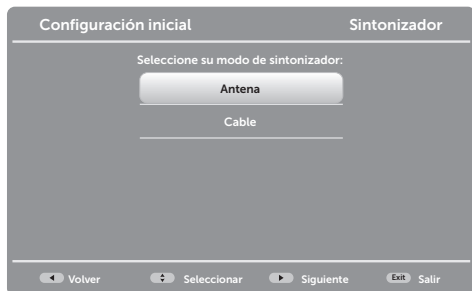 Configuración inicial Sintonizador
Seleccione su modo de sintonizador:
Antena
Cable
Volver Seleccionar Siguiente Exit Salir